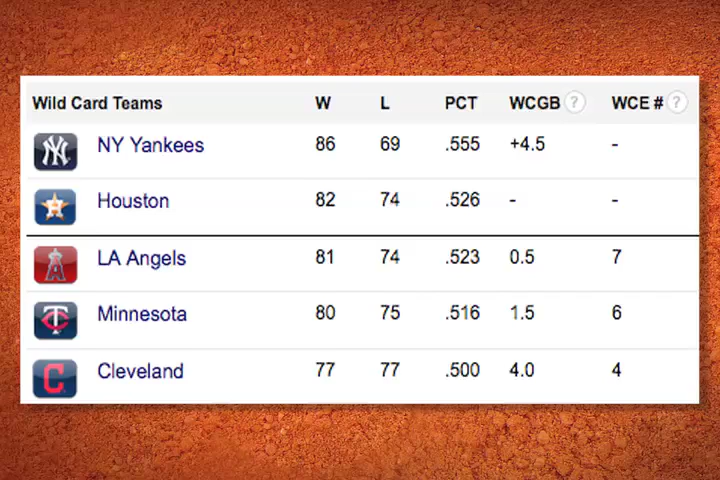 Wild Card Teams W L PCT WCGB ? WCE # ?
NY NY Yankees 86 69 .555 +4.5 -
H Houston 82 74 .526 - -
A LA Angels 81 74 .523 0.5 7
TC Minnesota 80 75 .516 1.5 6
C Cleveland 77 77 .500 4.0 4